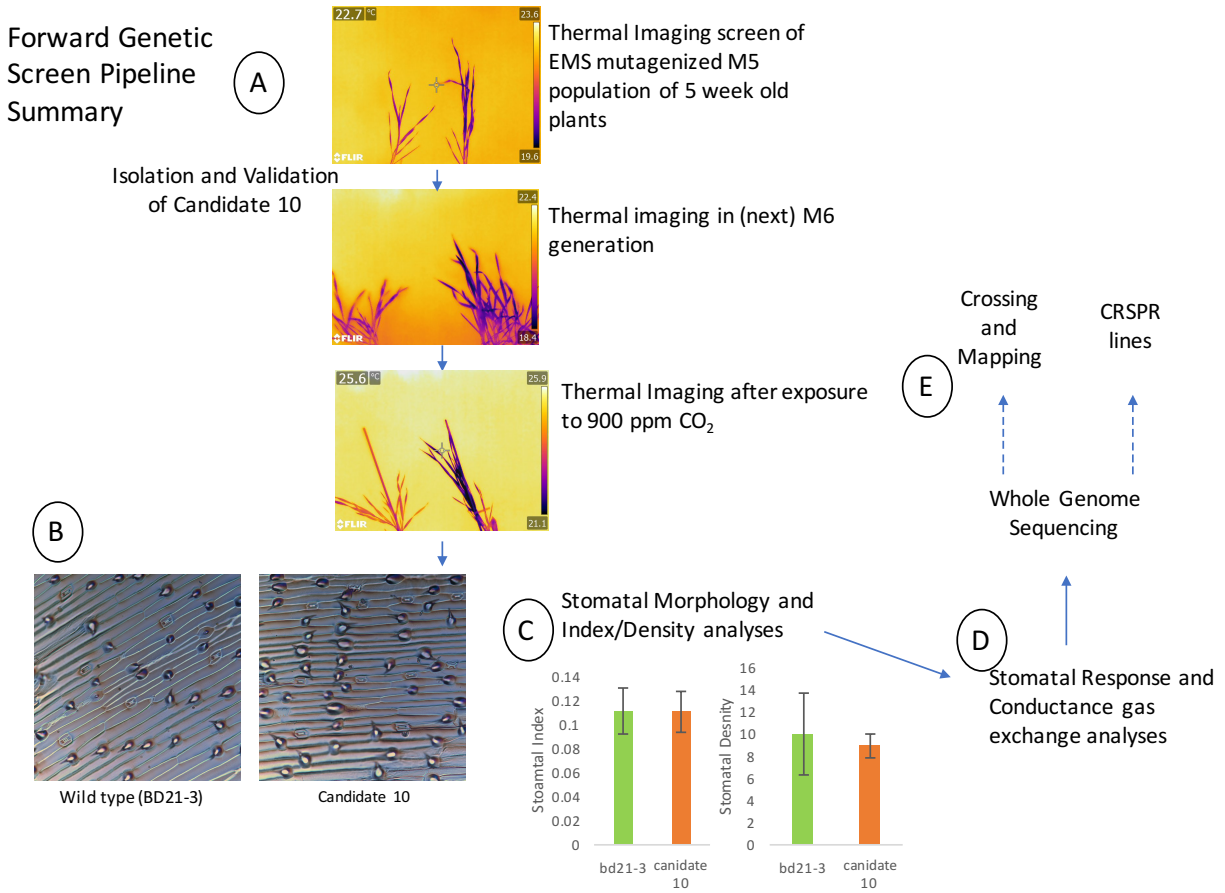 Forward Genetic
Screen Pipeline
Summary
A
22.7 °C
23.6
19.6
FLIR
Thermal Imaging screen of
EMS mutagenized M5
population of 5 week old
plants
Isolation and Validation
of Candidate 10
22.4
18.4
FLIR
Thermal imaging in (next) M6
generation
25.6 °C
25.9
21.1
FLIR
Thermal Imaging after exposure
to 900 ppm CO₂
B
Wild type (BD21-3)
Candidate 10
C
Stomatal Morphology and
Index/Density analyses
Stoamtal Index
0.14
0.12
0.1
0.08
0.06
0.04
0.02
0
bd21-3
canidate
10
Stomatal Desnity
16
14
12
10
8
6
4
2
0
bd21-3
canidate
10
D
Stomatal Response and
Conductance gas
exchange analyses
Whole Genome
Sequencing
E
Crossing
and
Mapping
CRSPR
lines